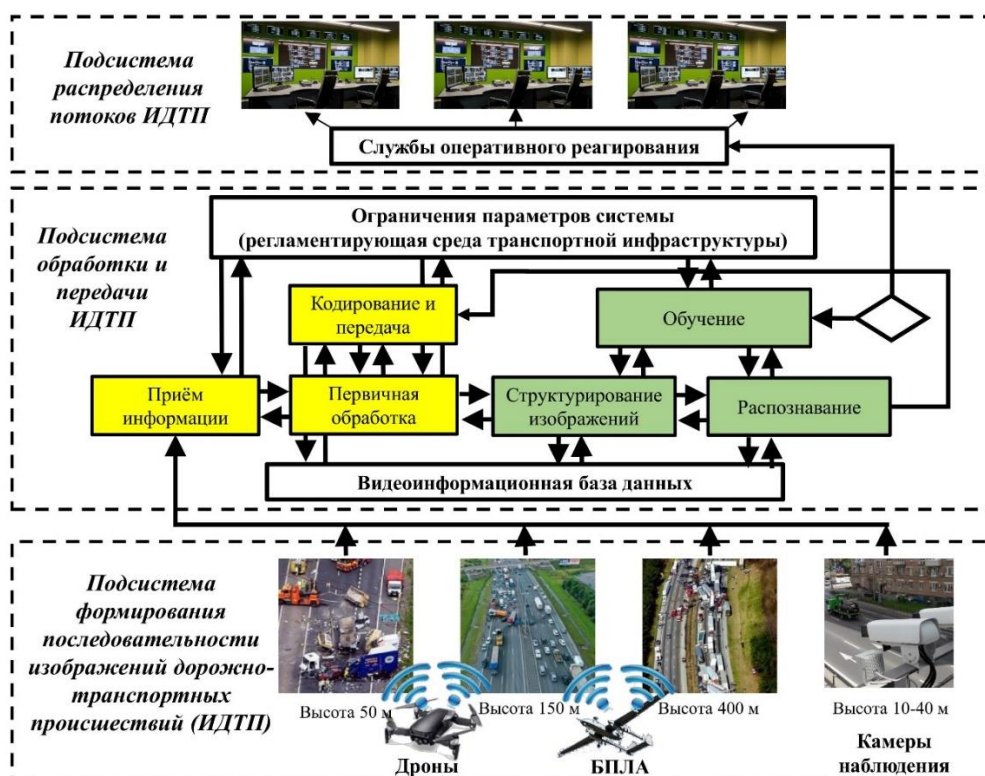 Подсистема
распределения
потоков ИДТП
Службы оперативного реагирования
Подсистема
обработки и
передачи
ИДТП
Ограничения параметров системы
(регламентирующая среда транспортной инфраструктуры)
Кодирование и
передача
Обучение
Приём
информации
Первичная
обработка
Структурирование
изображений
Распознавание
Видеоинформационная база данных
Подсистема
формирования
последовательности
изображений дорожно-
транспортных
происшествий (ИДТП)
Высота 50 м
Высота 150 м
Высота 400 м
Высота 10-40 м
Дроны
БПЛА
Камеры
наблюдения